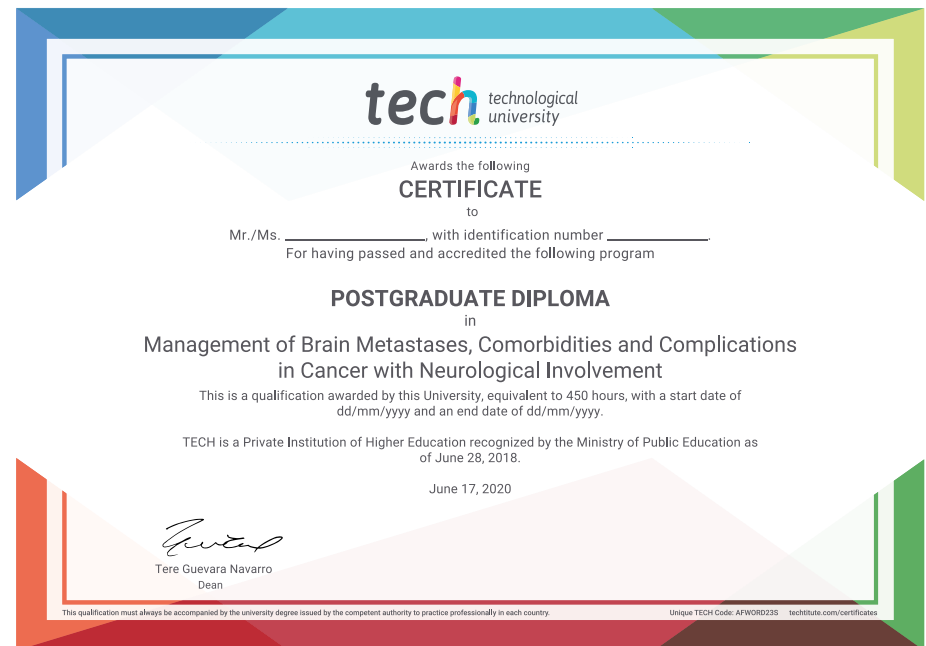 tech technological
university
Awards the following
CERTIFICATE
to
Mr./Ms. ____________, with identification number ____________.
For having passed and accredited the following program
POSTGRADUATE DIPLOMA
in
Management of Brain Metastases, Comorbidities and Complications
in Cancer with Neurological Involvement
This is a qualification awarded by this University, equivalent to 450 hours, with a start date of
dd/mm/yyyy and an end date of dd/mm/yyyy.
TECH is a Private Institution of Higher Education recognized by the Ministry of Public Education as
of June 28, 2018.
June 17, 2020
Tere Guevara Navarro
Dean
This qualification must always be accompanied by the university degree issued by the competent authority to practice professionally in each country. Unique TECH Code: AFWORD23S techtitute.com/certificates